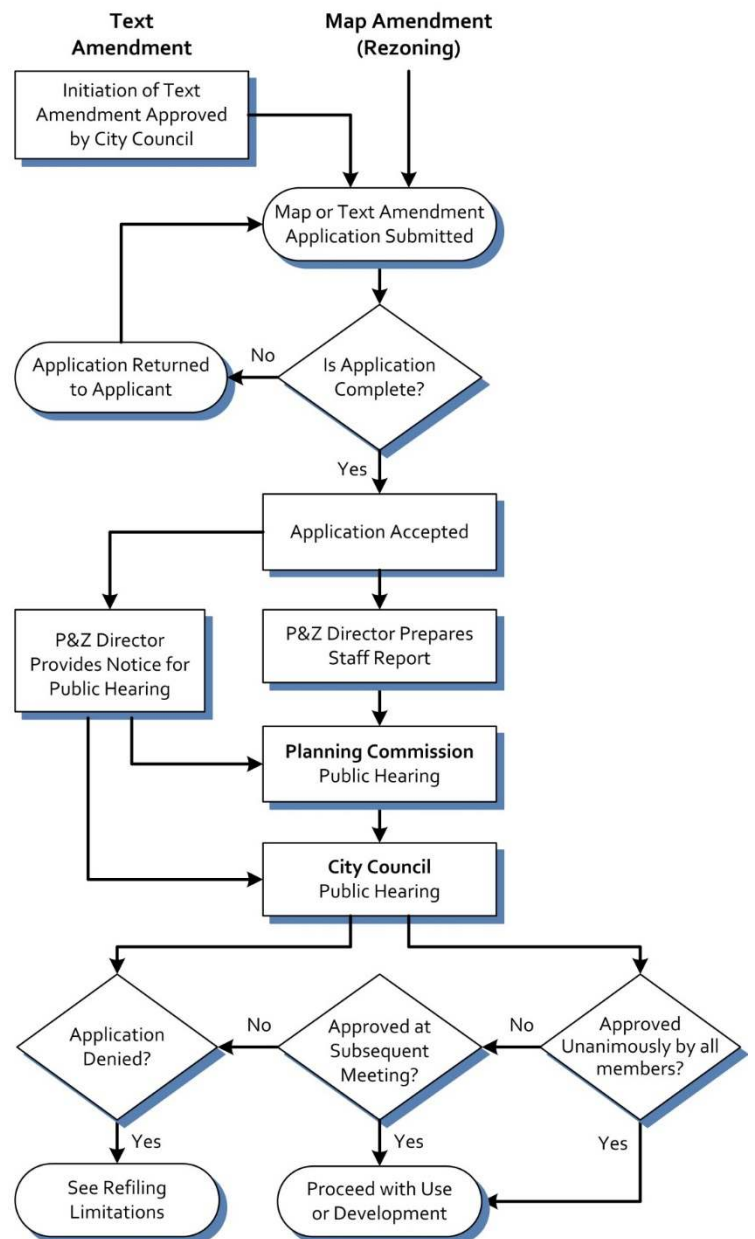 Text
Amendment
Map Amendment
(Rezoning)
Initiation of Text
Amendment Approved
by City Council
Map or Text Amendment
Application Submitted
Application Returned
to Applicant
No
Is Application
Complete?
Yes
Application Accepted
P&Z Director
Provides Notice for
Public Hearing
P&Z Director Prepares
Staff Report
Planning Commission
Public Hearing
City Council
Public Hearing
Application
Denied?
No
Approved at
Subsequent
Meeting?
No
Approved
Unanimously by all
members?
Yes
Yes
Yes
See Refiling
Limitations
Proceed with Use
or Development